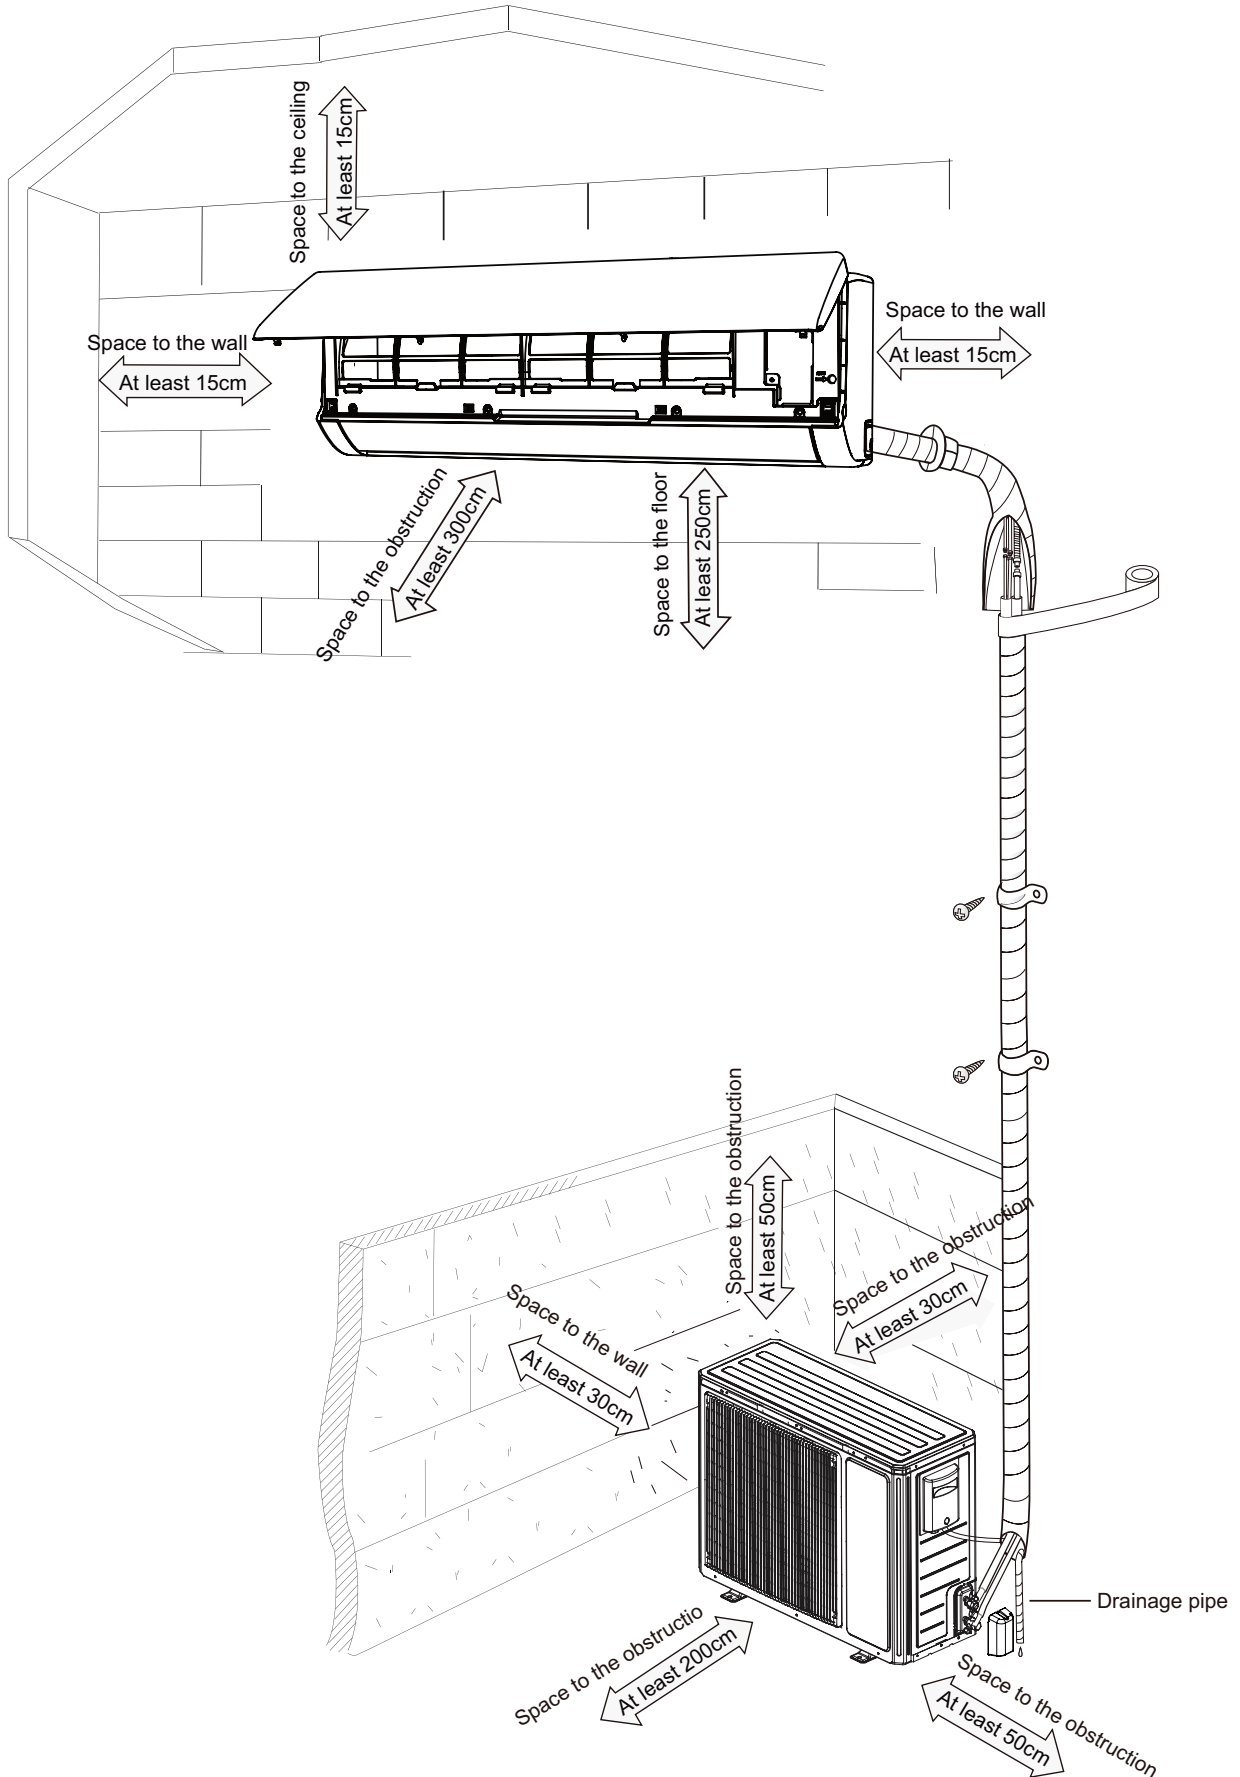 Space to the ceiling
At least 15cm
Space to the wall
At least 15cm
Space to the wall
At least 15cm
Space to the obstruction
At least 300cm
Space to the floor
At least 250cm
Space to the obstruction
At least 50cm
Space to the obstruction
At least 30cm
Space to the wall
At least 30cm
Drainage pipe
Space to the obstructio
At least 200cm
Space to the obstruction
At least 50cm